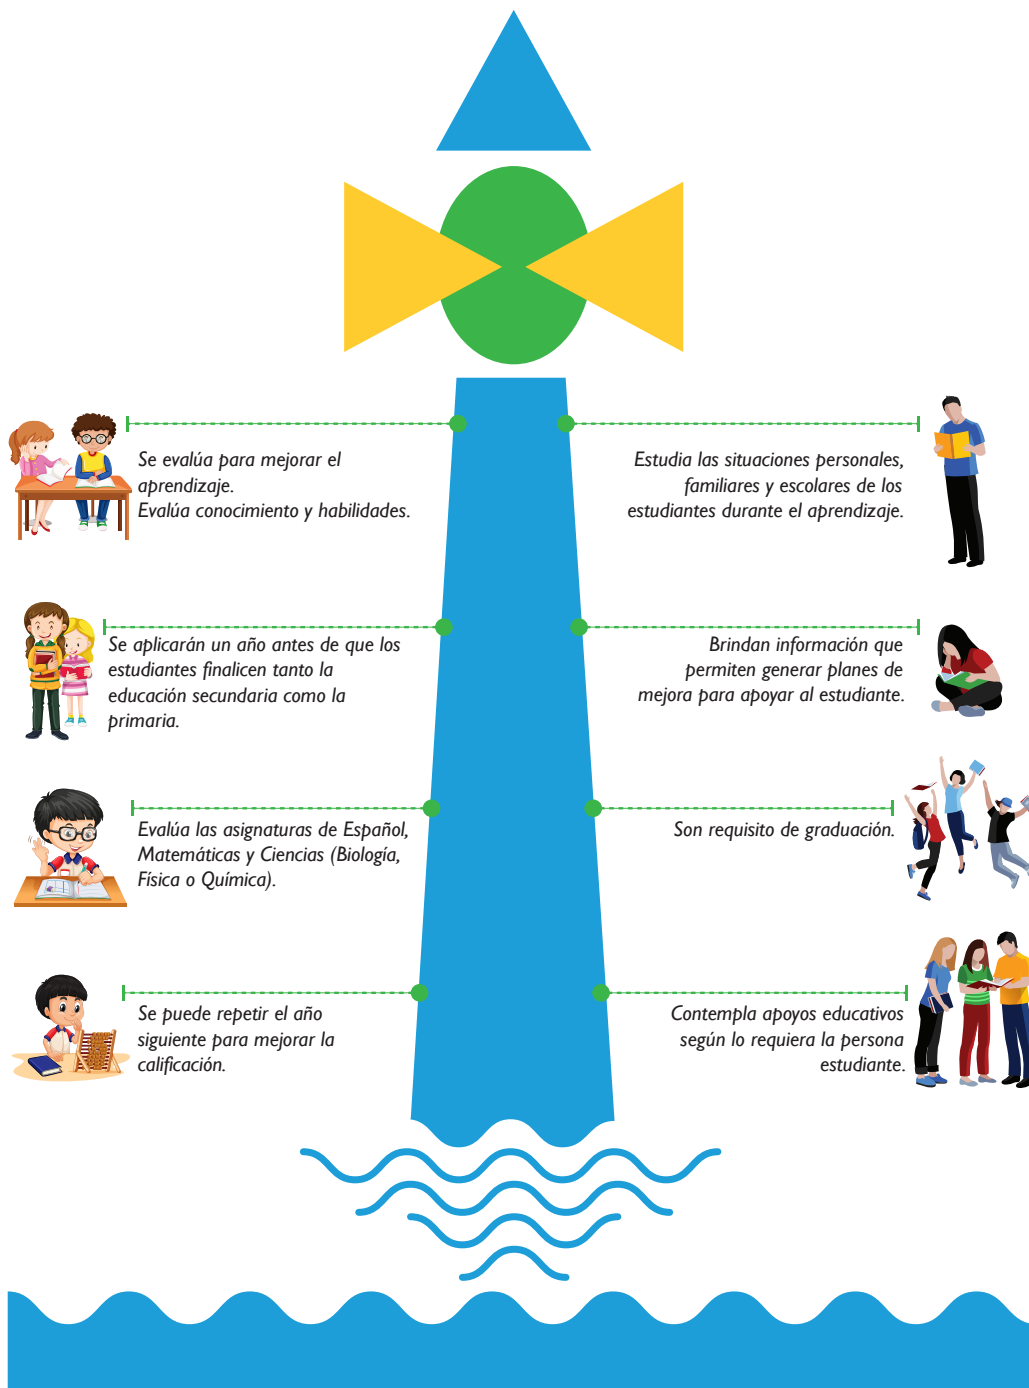 Se evalúa para mejorar el
aprendizaje.
Evalúa conocimiento y habilidades.
Estudia las situaciones personales,
familiares y escolares de los
estudiantes durante el aprendizaje.
Se aplicarán un año antes de que los
estudiantes finalicen tanto la
educación secundaria como la
primaria.
Brindan información que
permiten generar planes de
mejora para apoyar al estudiante.
Evalúa las asignaturas de Español,
Matemáticas y Ciencias (Biología,
Física o Química).
Son requisito de graduación.
Se puede repetir el año
siguiente para mejorar la
calificación.
Contempla apoyos educativos
según lo requiera la persona
estudiante.